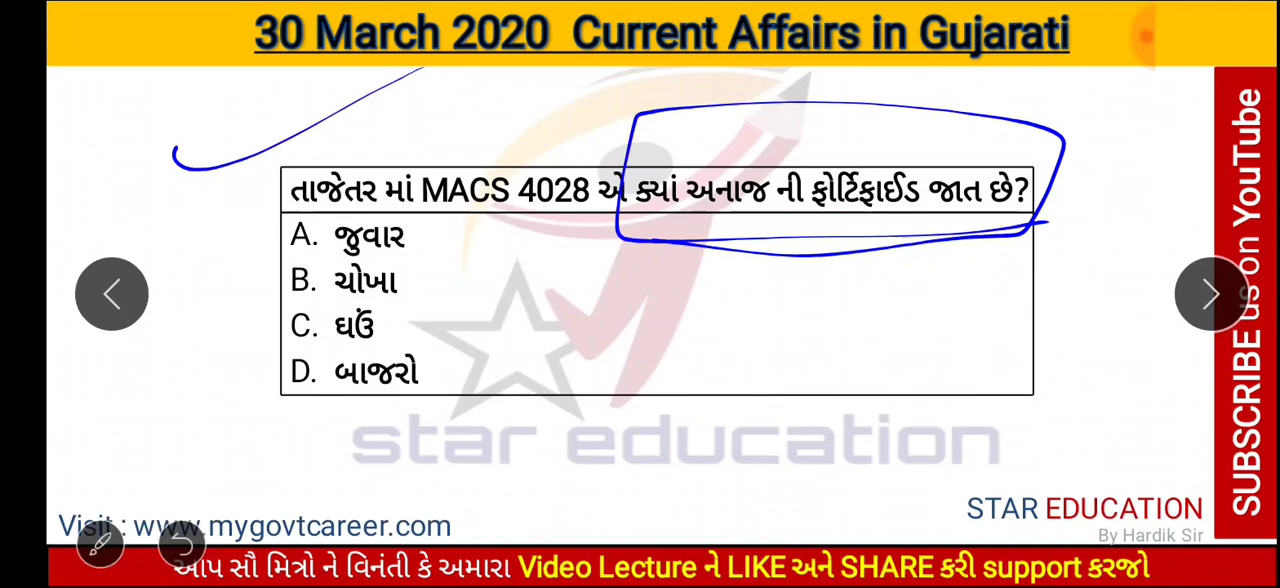 30 March 2020 Current Affairs in Gujarati
તાજેતર માં MACS 4028 એ ક્યાં અનાજ ની ફોર્ટિફાઈડ જાત છે?
A. જુવાર
B. ચોખા
C. ઘઉં
D. બાજરો
star education
SUBSCRIBE us on YouTube
STAR EDUCATION
Visit : www.mygovtcareer.com
By Hardik Sir
આપ સૌ મિત્રો ને વિનંતી કે અમારા Video Lecture ને LIKE અને SHARE કરી support કરજો